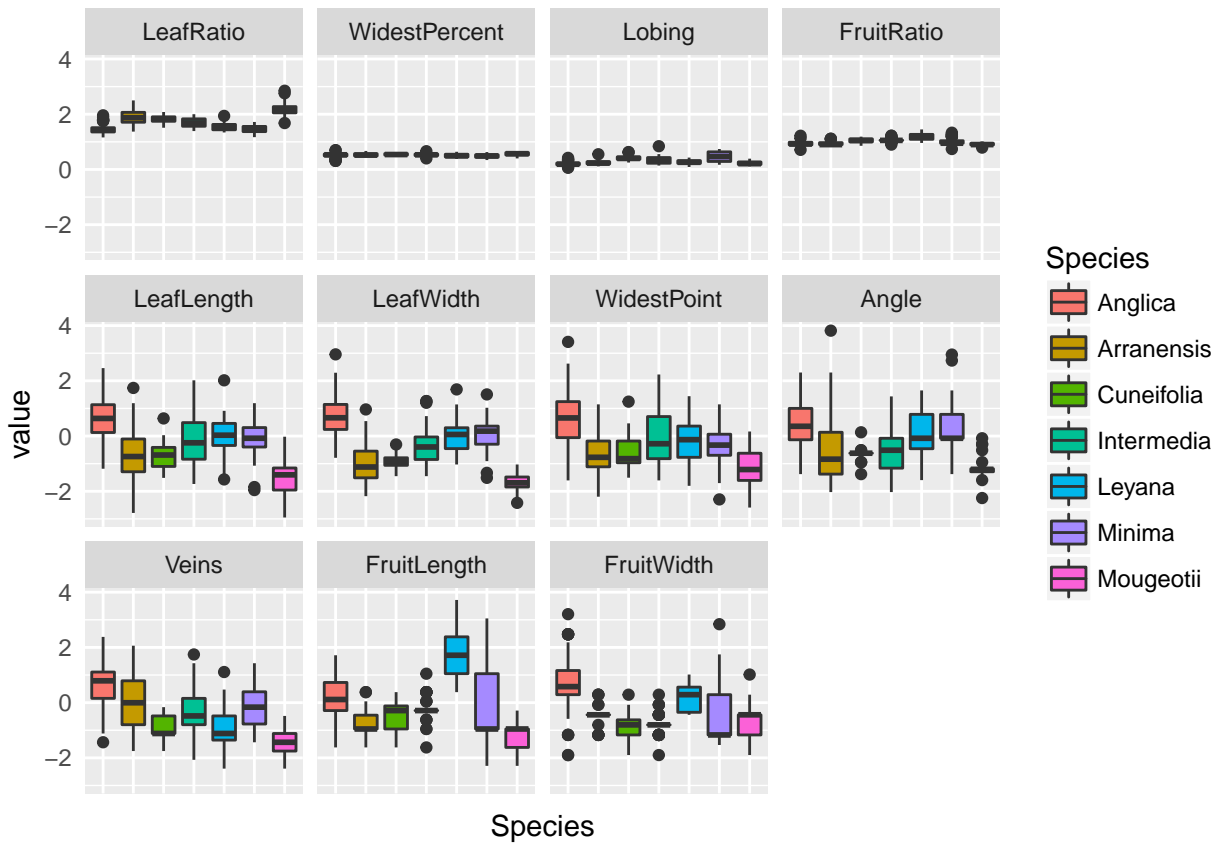 LeafRatio WidestPercent Lobing FruitRatio
4
2
0
−2
LeafLength LeafWidth WidestPoint Angle
4
2
0
−2
value
Veins FruitLength FruitWidth
4
2
0
−2
Species
Species
Anglica
Arranensis
Cuneifolia
Intermedia
Leyana
Minima
Mougeotii